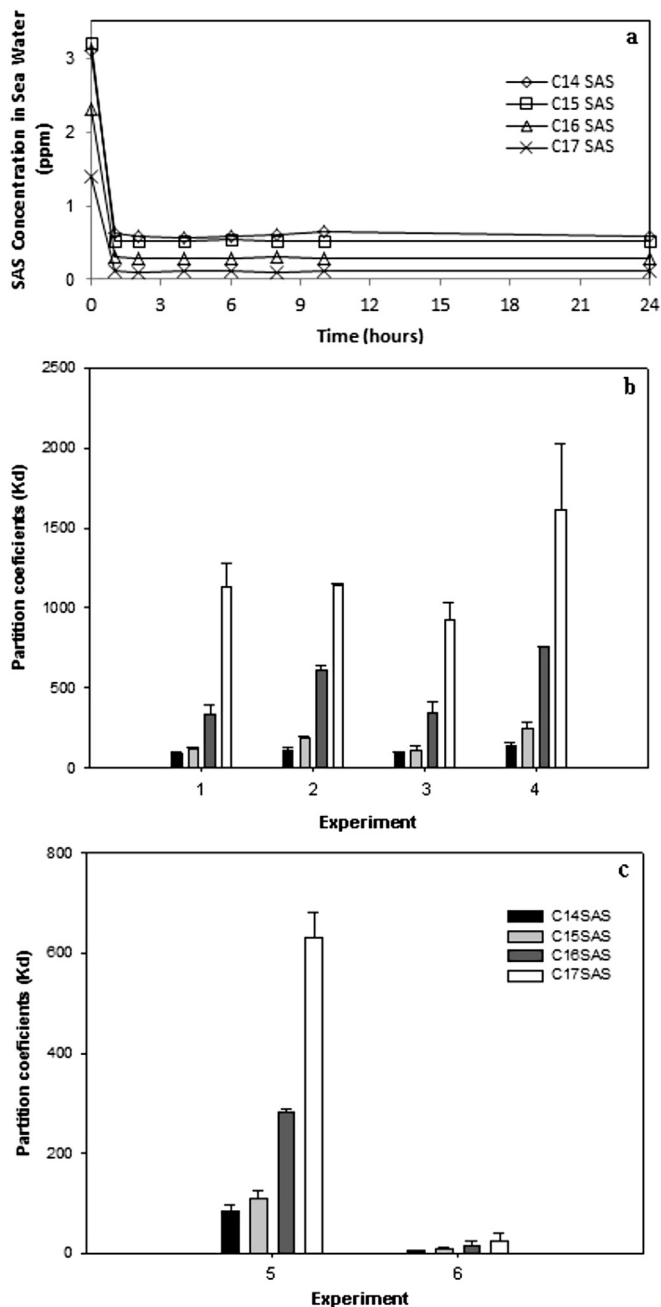 a
SAS Concentration in Sea Water
(ppm)
3
2
1
0
C14 SAS
C15 SAS
C16 SAS
C17 SAS
0 3 6 9 12 15 18 21 24
Time (hours)
b
Partition coeficients (Kd)
2500
2000
1500
1000
500
0
1 2 3 4
Experiment
c
Partition coeficients (Kd)
800
600
400
200
0
C14SAS
C15SAS
C16SAS
C17SAS
5 6
Experiment